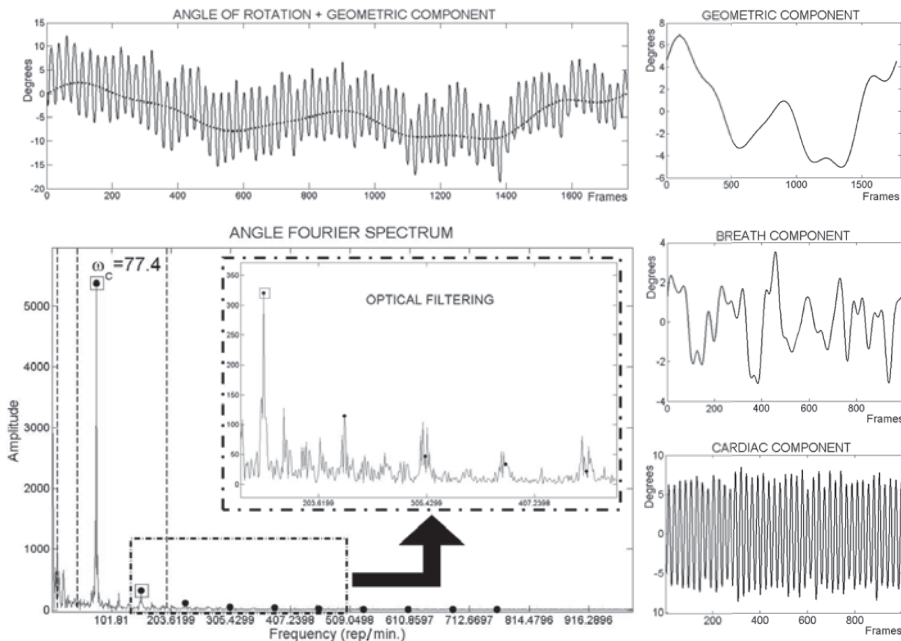 ANGLE OF ROTATION + GEOMETRIC COMPONENT
Degrees
15
10
5
0
-5
-10
-15
-20
0 200 400 600 800 1000 1200 1400 1600 Frames
GEOMETRIC COMPONENT
Degrees
8
6
4
2
0
-2
-4
-6
0 500 1000 1500
Frames
ANGLE FOURIER SPECTRUM
ωc=77.4
Amplitude
5000
4000
3000
2000
1000
0
101.81 203.6199 305.4299 407.2398 509.0498 610.8597 712.6697 814.4796 916.2896
Frequency (rep/min.)
OPTICAL FILTERING
350
300
250
200
150
100
50
0
203.6199 305.4299 407.2398
BREATH COMPONENT
Degrees
4
2
0
-2
-4
0 200 400 600 800
Frames
CARDIAC COMPONENT
Degrees
10
5
0
-5
10
200 400 600 800
Frames